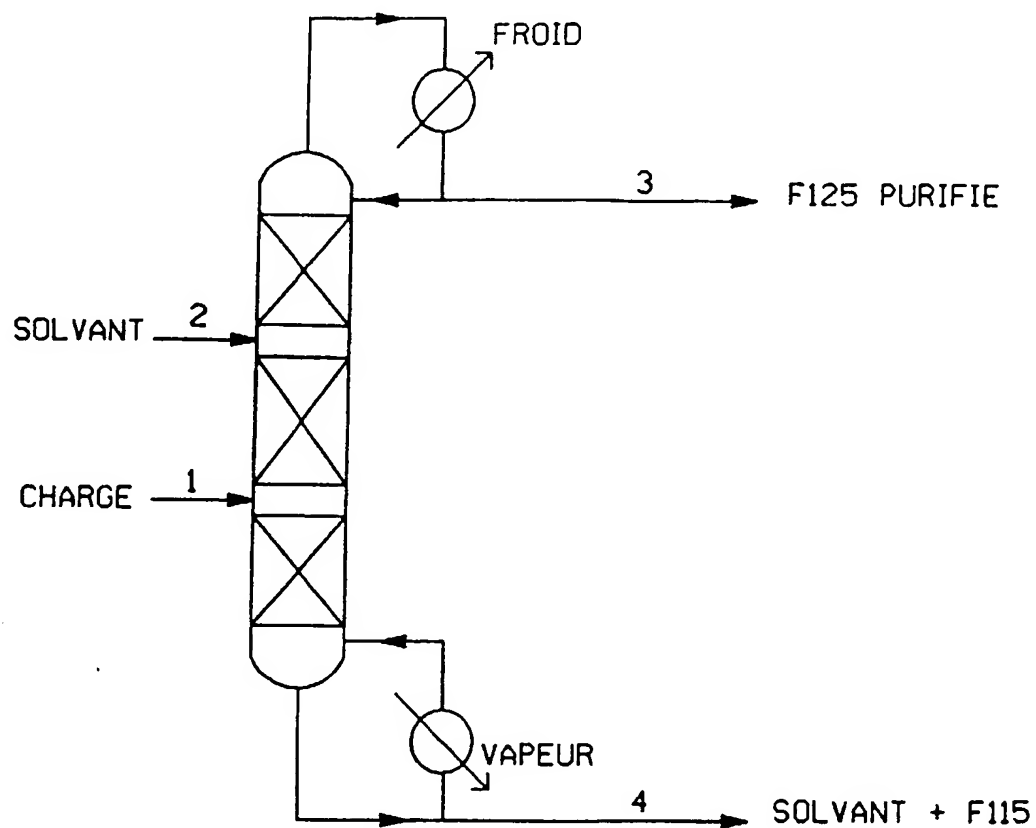 FROID
3
F125 PURIFIE
2
SOLVANT
1
CHARGE
VAPEUR
4
SOLVANT + F115